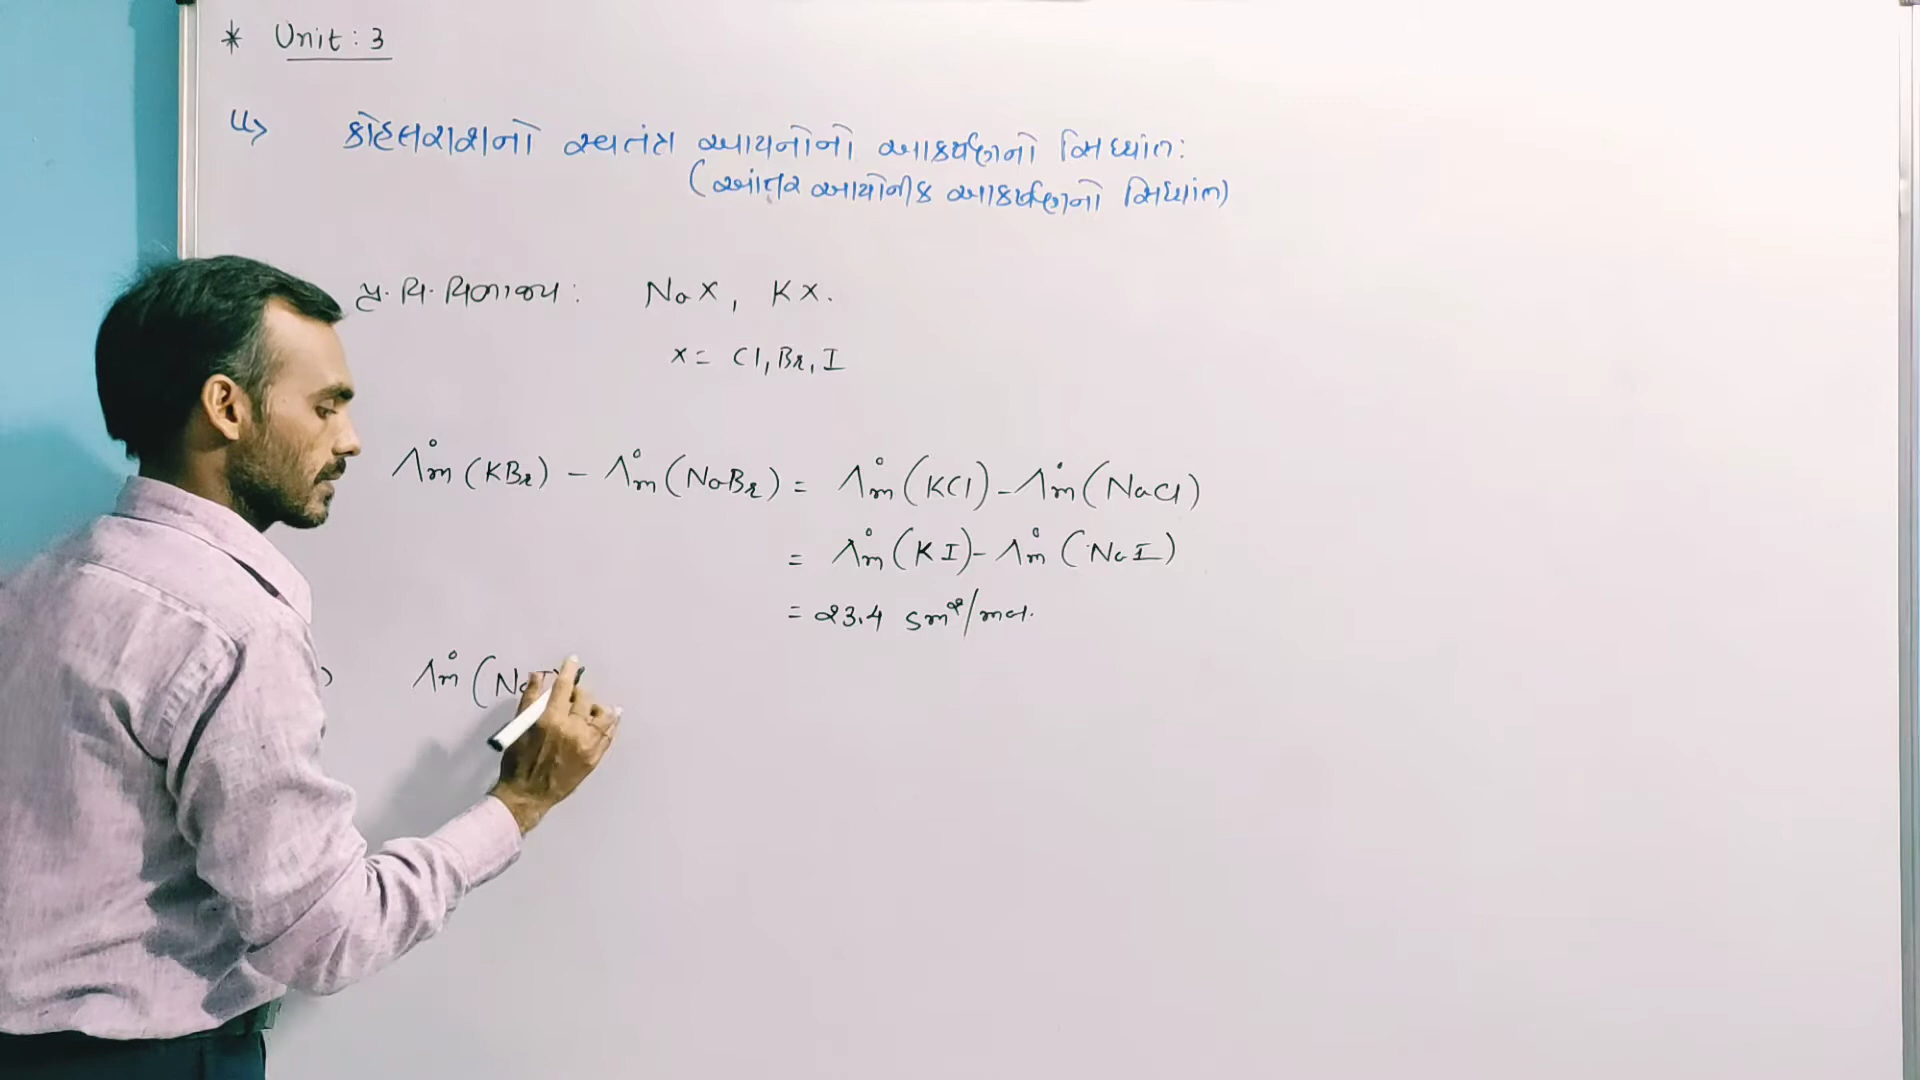 * Unit : 3
કોહલરાશનો સ્વતંત્ર આયનોનો આકર્ષણનો સિધ્ધાંત :
(આંતર આયોનીક આકર્ષણનો સિધ્ધાંત)
પ્ર. વિ. વિભાજ્ય : NaX, KX.
X = Cl, Br, I
Λ°m (KBr) - Λ°m (NaBr) = Λ°m (KCl) - Λ°m (NaCl)
= Λ°m (KI) - Λ°m (NaI)
= 23.4 Sm²/mol.
Λ°m (NaI)